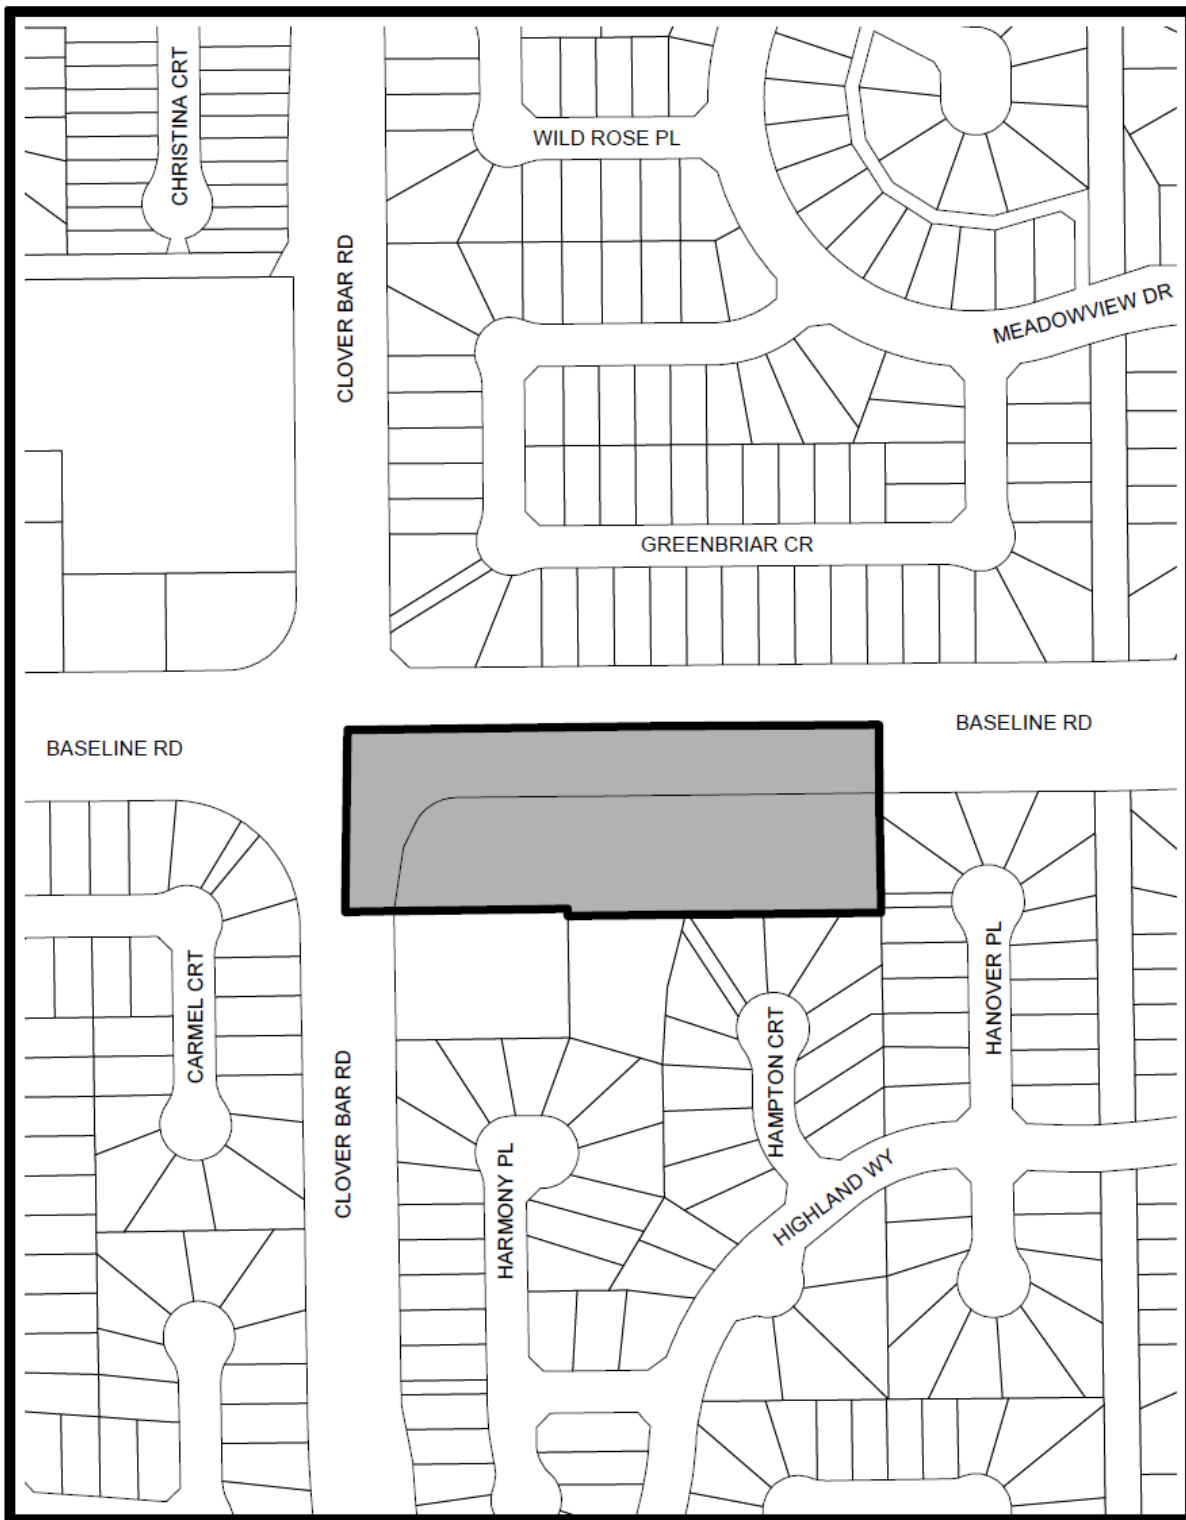 CHRISTINA CRT
WILD ROSE PL
CLOVER BAR RD
MEADOWVIEW DR
GREENBRIAR CR
BASELINE RD
BASELINE RD
CARMEL CRT
HANOVER PL
HAMPTON CRT
CLOVER BAR RD
HARMONY PL
HIGHLAND WY